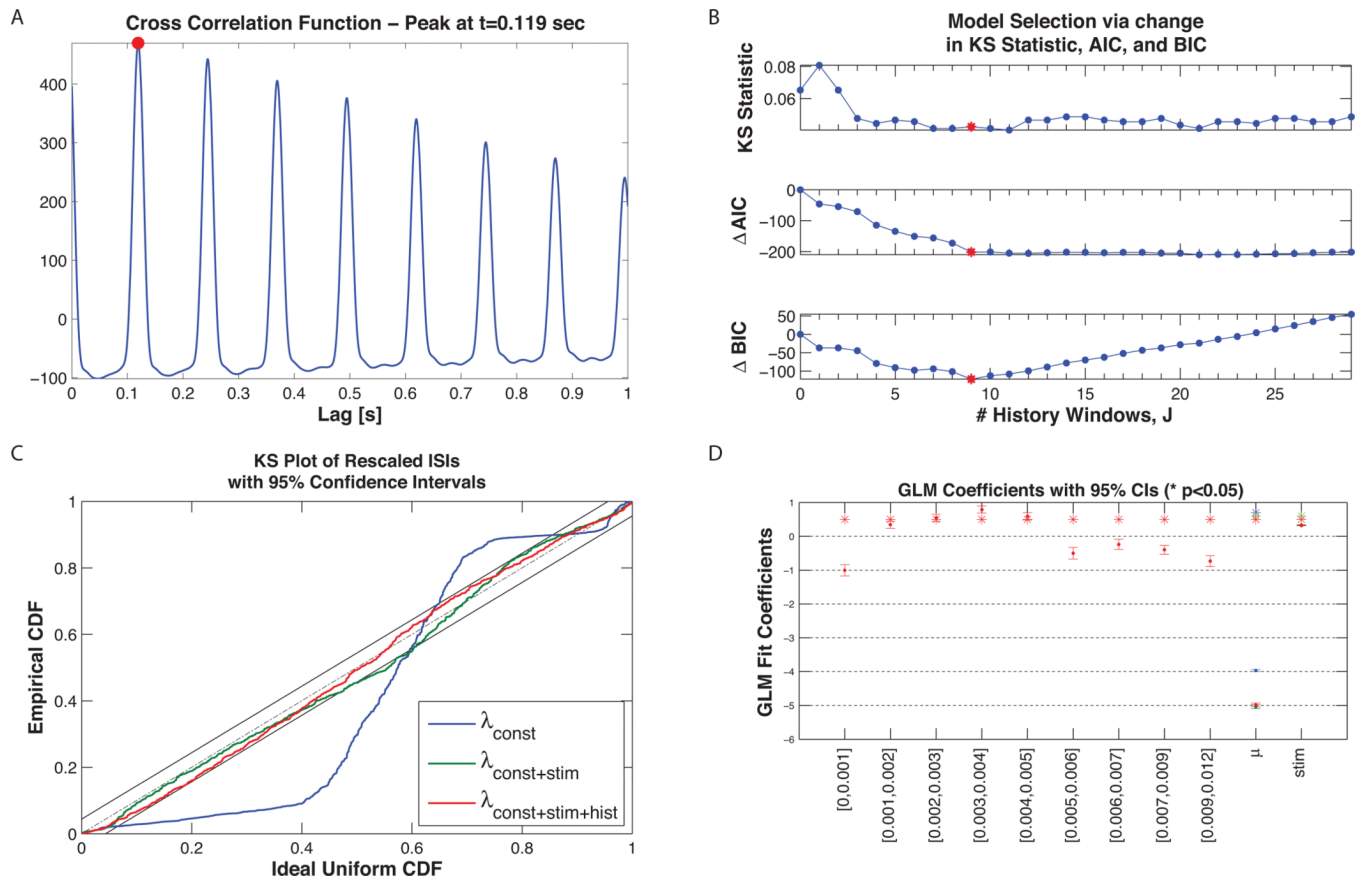 A
Cross Correlation Function – Peak at t=0.119 sec
400
300
200
100
0
−100
0
0.1
0.2
0.3
0.4
0.5
0.6
0.7
0.8
0.9
1
Lag [s]
B
Model Selection via change
in KS Statistic, AIC, and BIC
0.08
0.06
KS Statistic
0
−100
−200
Δ AIC
50
0
−50
−100
Δ BIC
0
5
10
15
20
25
# History Windows, J
C
KS Plot of Rescaled ISIs
with 95% Confidence Intervals
1
0.8
0.6
0.4
0.2
0
Empirical CDF
λconst
λconst+stim
λconst+stim+hist
0
0.2
0.4
0.6
0.8
1
Ideal Uniform CDF
D
GLM Coefficients with 95% CIs (* p<0.05)
1
0
−1
−2
−3
−4
−5
−6
GLM Fit Coefficients
[0,0.001]
[0.001,0.002]
[0.002,0.003]
[0.003,0.004]
[0.004,0.005]
[0.005,0.006]
[0.006,0.007]
[0.007,0.009]
[0.009,0.012]
μ
stim